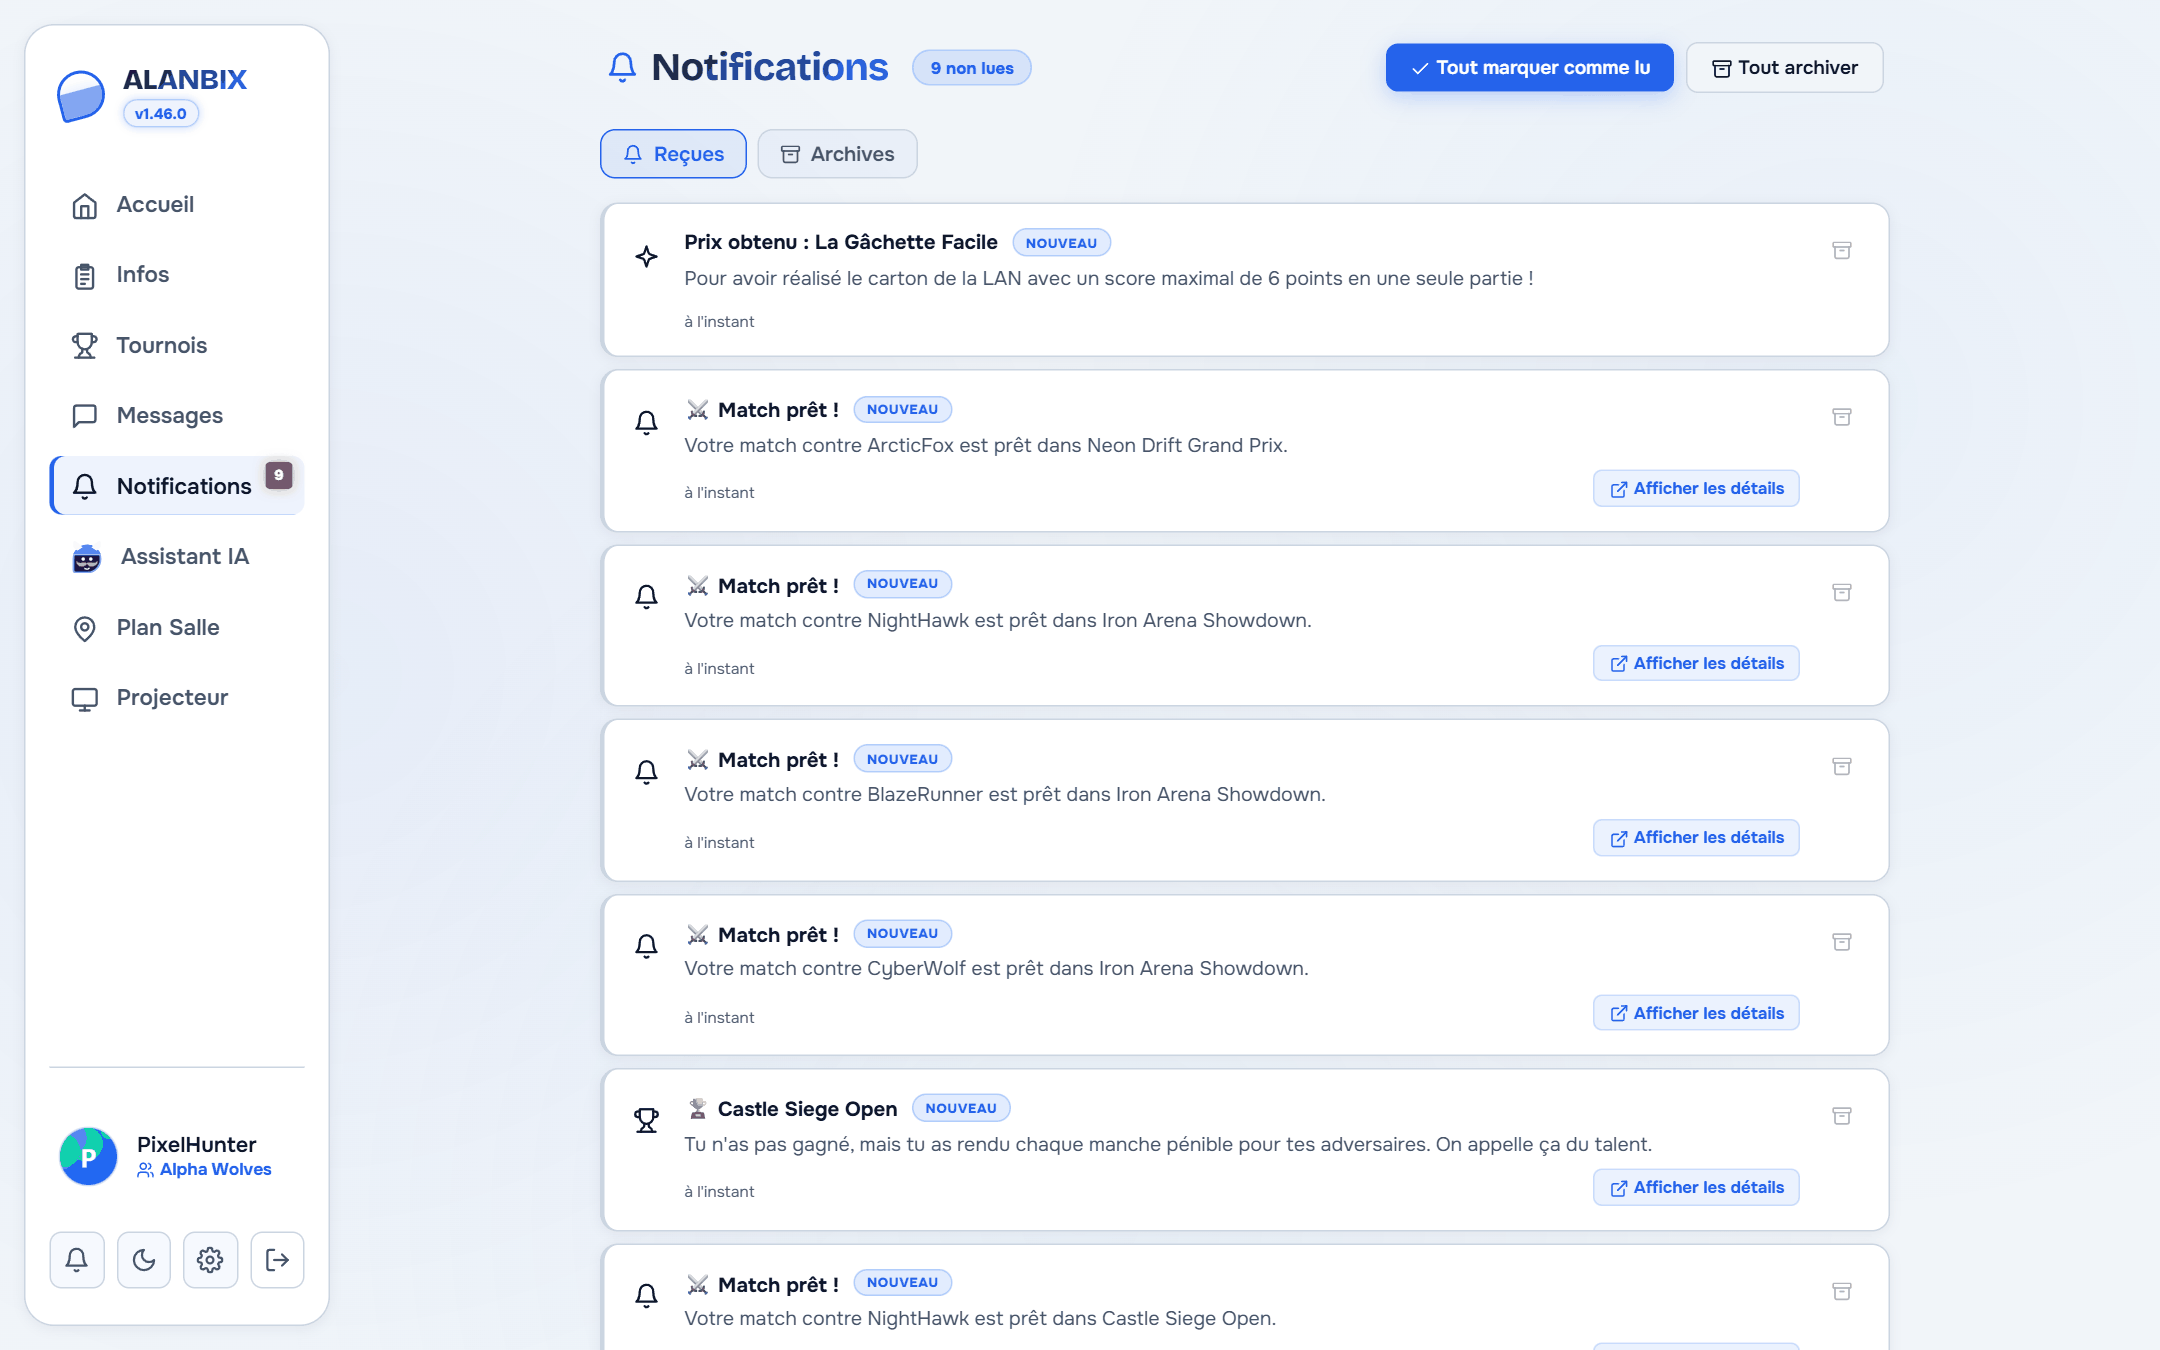 ALANBIX
v1.46.0
Accueil
Infos
Tournois
Messages
Notifications
9
Assistant IA
Plan Salle
Projecteur
P
PixelHunter
Alpha Wolves
Notifications
9 non lues
Tout marquer comme lu
Tout archiver
Reçues
Archives
Prix obtenu : La Gâchette Facile
NOUVEAU
Pour avoir réalisé le carton de la LAN avec un score maximal de 6 points en une seule partie !
à l'instant
Match prêt !
NOUVEAU
Votre match contre ArcticFox est prêt dans Neon Drift Grand Prix.
à l'instant
Afficher les détails
Match prêt !
NOUVEAU
Votre match contre NightHawk est prêt dans Iron Arena Showdown.
à l'instant
Afficher les détails
Match prêt !
NOUVEAU
Votre match contre BlazeRunner est prêt dans Iron Arena Showdown.
à l'instant
Afficher les détails
Match prêt !
NOUVEAU
Votre match contre CyberWolf est prêt dans Iron Arena Showdown.
à l'instant
Afficher les détails
Castle Siege Open
NOUVEAU
Tu n'as pas gagné, mais tu as rendu chaque manche pénible pour tes adversaires. On appelle ça du talent.
à l'instant
Afficher les détails
Match prêt !
NOUVEAU
Votre match contre NightHawk est prêt dans Castle Siege Open.